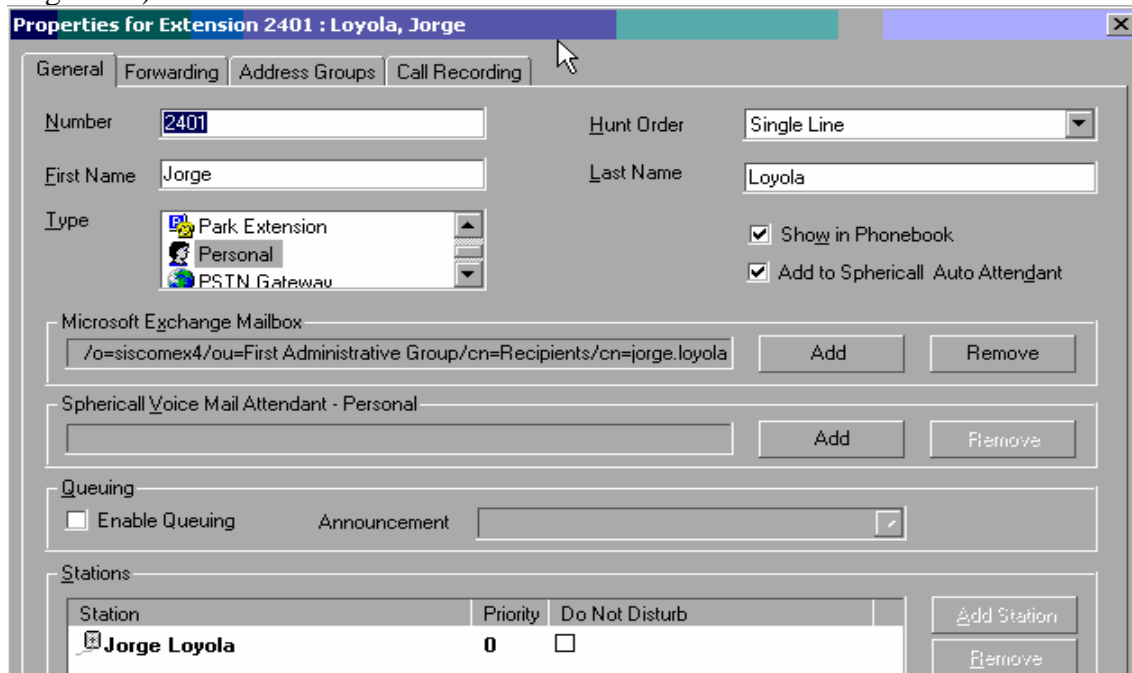 Properties for Extension 2401 : Loyola, Jorge
General Forwarding Address Groups Call Recording
Number 2401 Hunt Order Single Line
First Name Jorge Last Name Loyola
Type Park Extension
Personal
PSTN Gateway
Show in Phonebook
Add to Sphericall Auto Attendant
Microsoft Exchange Mailbox
/o=siscomex4/ou=First Administrative Group/cn=Recipients/cn=jorge.loyola Add Remove
Sphericall Voice Mail Attendant - Personal
Add Remove
Queuing
Enable Queuing Announcement
Stations
Station Priority Do Not Disturb Add Station
Jorge Loyola 0
Remove